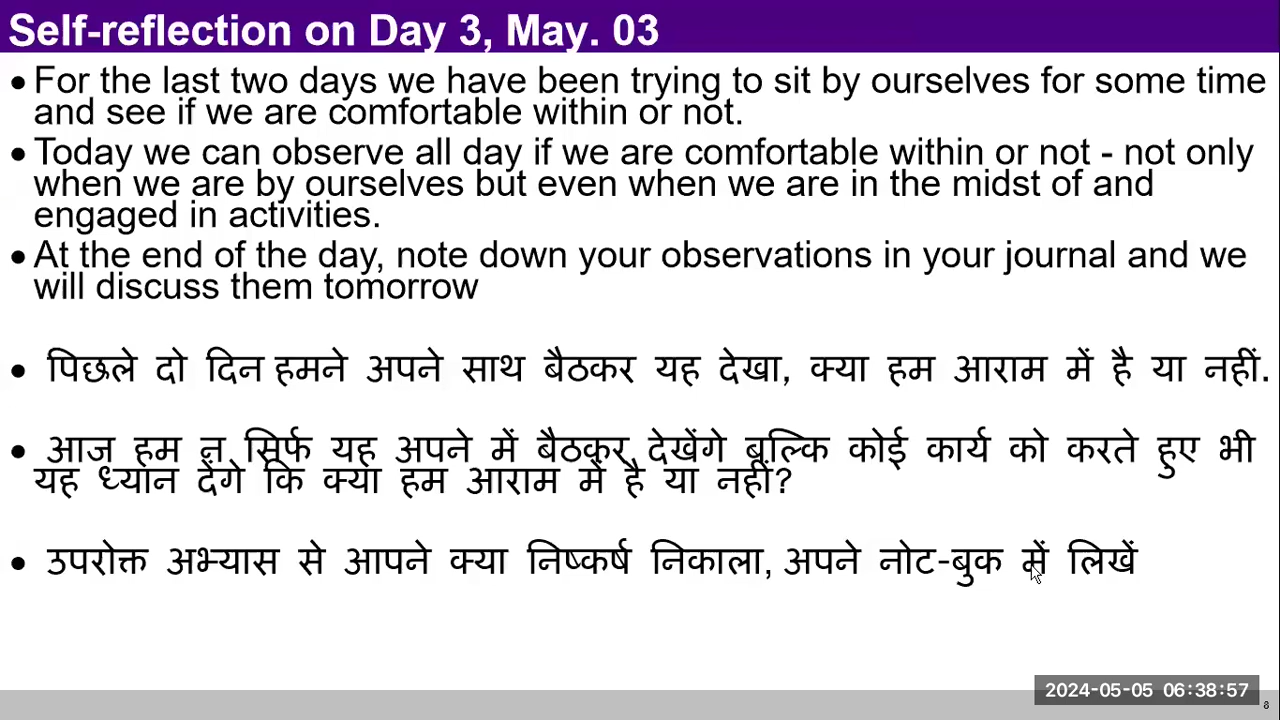 Self-reflection on Day 3, May. 03
• For the last two days we have been trying to sit by ourselves for some time
and see if we are comfortable within or not.
• Today we can observe all day if we are comfortable within or not - not only
when we are by ourselves but even when we are in the midst of and
engaged in activities.
• At the end of the day, note down your observations in your journal and we
will discuss them tomorrow
• पिछले दो दिन हमने अपने साथ बैठकर यह देखा, क्या हम आराम में है या नहीं.
• आज हम न सिर्फ यह अपने में बैठकर देखेंगे बल्कि कोई कार्य को करते हुए भी
यह ध्यान देंगे कि क्या हम आराम में है या नहीं?
• उपरोक्त अभ्यास से आपने क्या निष्कर्ष निकाला, अपने नोट-बुक में लिखें
2024-05-05 06:38:57
8